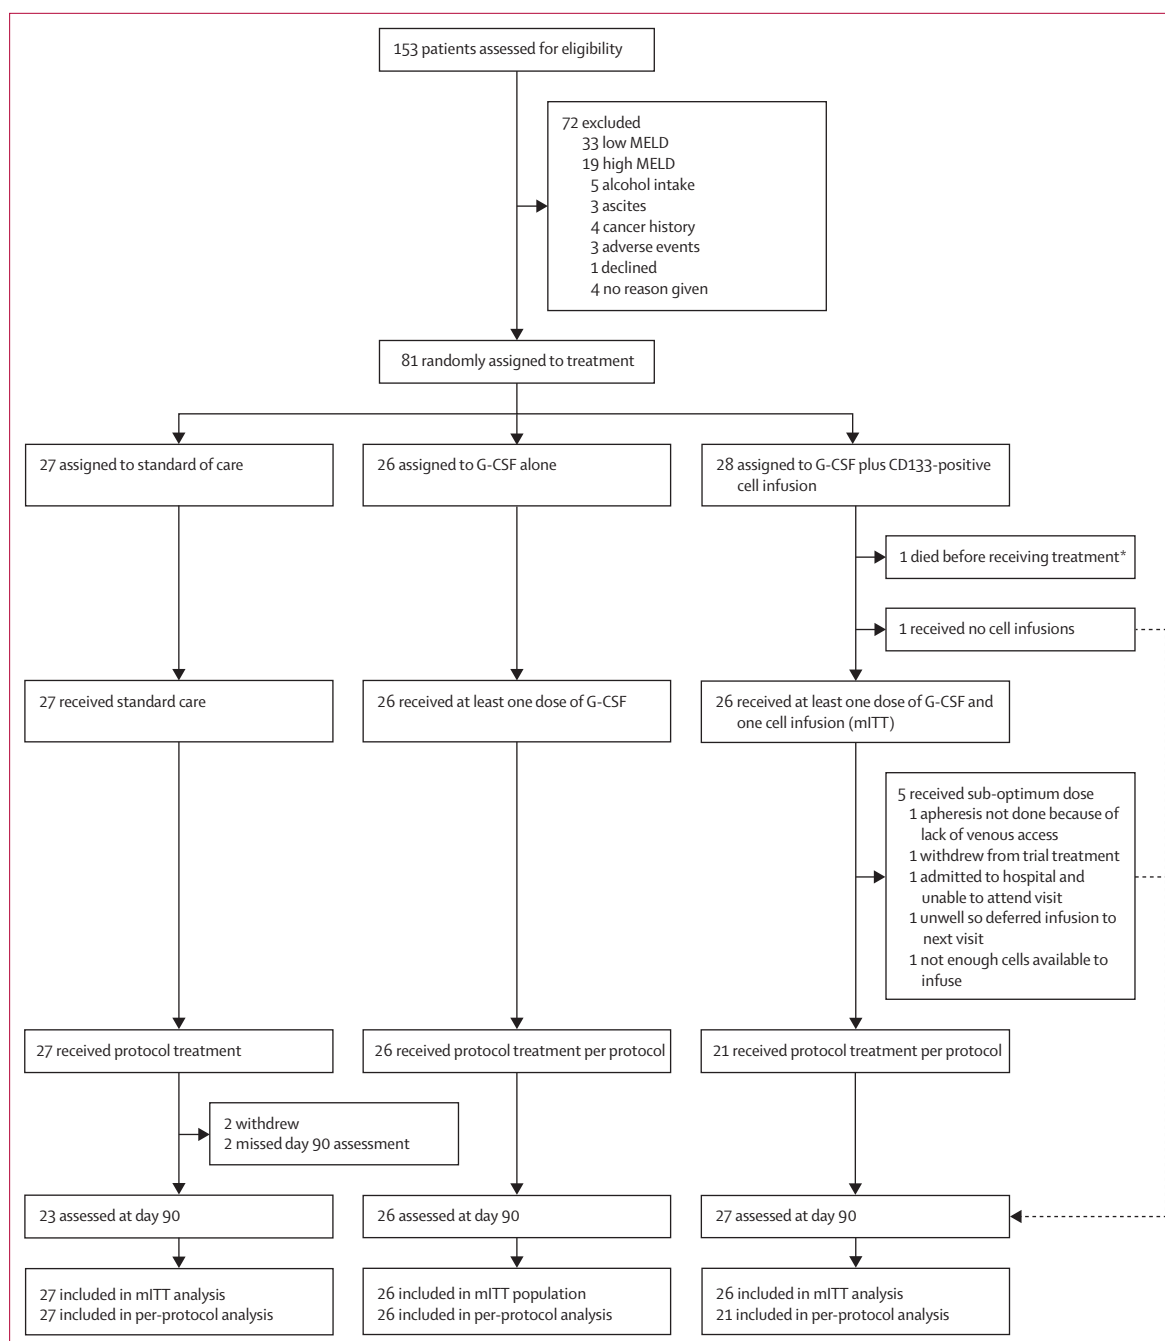 153 patients assessed for eligibility
72 excluded
33 low MELD
19 high MELD
5 alcohol intake
3 ascites
4 cancer history
3 adverse events
1 declined
4 no reason given
81 randomly assigned to treatment
27 assigned to standard of care
26 assigned to G-CSF alone
28 assigned to G-CSF plus CD133-positive
cell infusion
1 died before receiving treatment*
1 received no cell infusions
27 received standard care
26 received at least one dose of G-CSF
26 received at least one dose of G-CSF and
one cell infusion (mITT)
5 received sub-optimum dose
1 apheresis not done because of
lack of venous access
1 withdrew from trial treatment
1 admitted to hospital and
unable to attend visit
1 unwell so deferred infusion to
next visit
1 not enough cells available to
infuse
27 received protocol treatment
26 received protocol treatment per protocol
21 received protocol treatment per protocol
2 withdrew
2 missed day 90 assessment
23 assessed at day 90
26 assessed at day 90
27 assessed at day 90
27 included in mITT analysis
27 included in per-protocol analysis
26 included in mITT population
26 included in per-protocol analysis
26 included in mITT analysis
21 included in per-protocol analysis